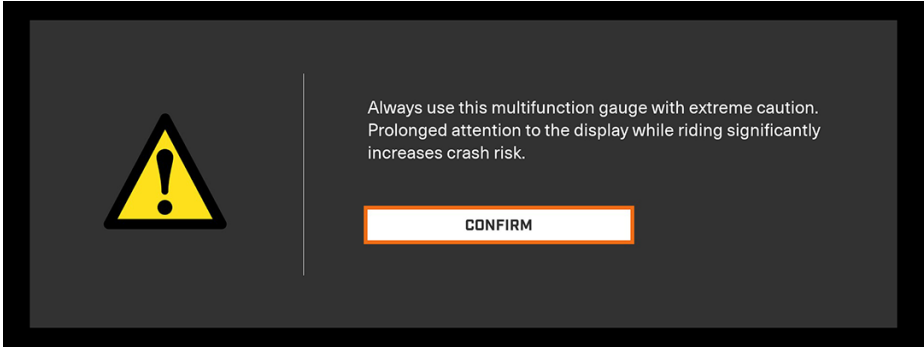 Always use this multifunction gauge with extreme caution.
Prolonged attention to the display while riding significantly
increases crash risk.
CONFIRM